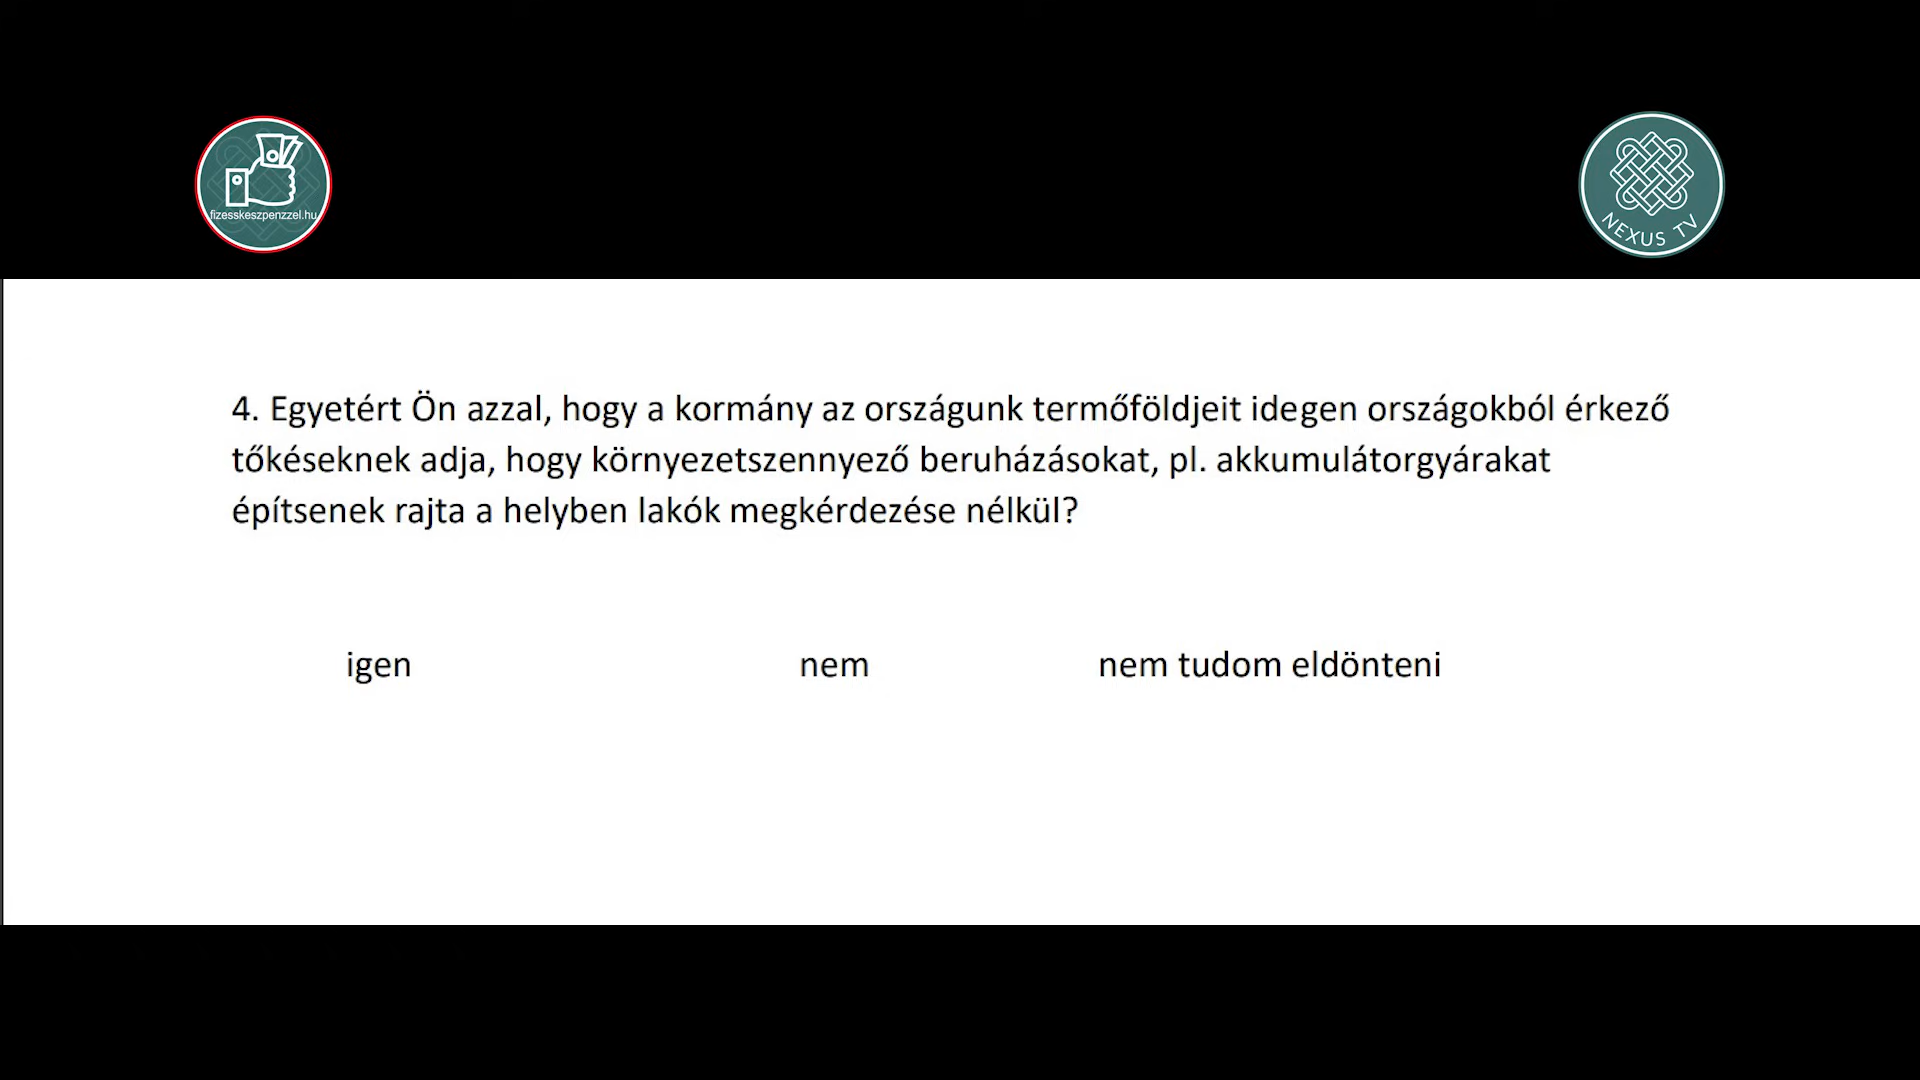 fizesskeszpenzzel.hu
NEXUS TV
4. Egyetért Ön azzal, hogy a kormány az országunk termőföldjeit idegen országokból érkező
tőkéseknek adja, hogy környezetszennyező beruházásokat, pl. akkumulátorgyárakat
építsenek rajta a helyben lakók megkérdezése nélkül?
igen nem nem tudom eldönteni